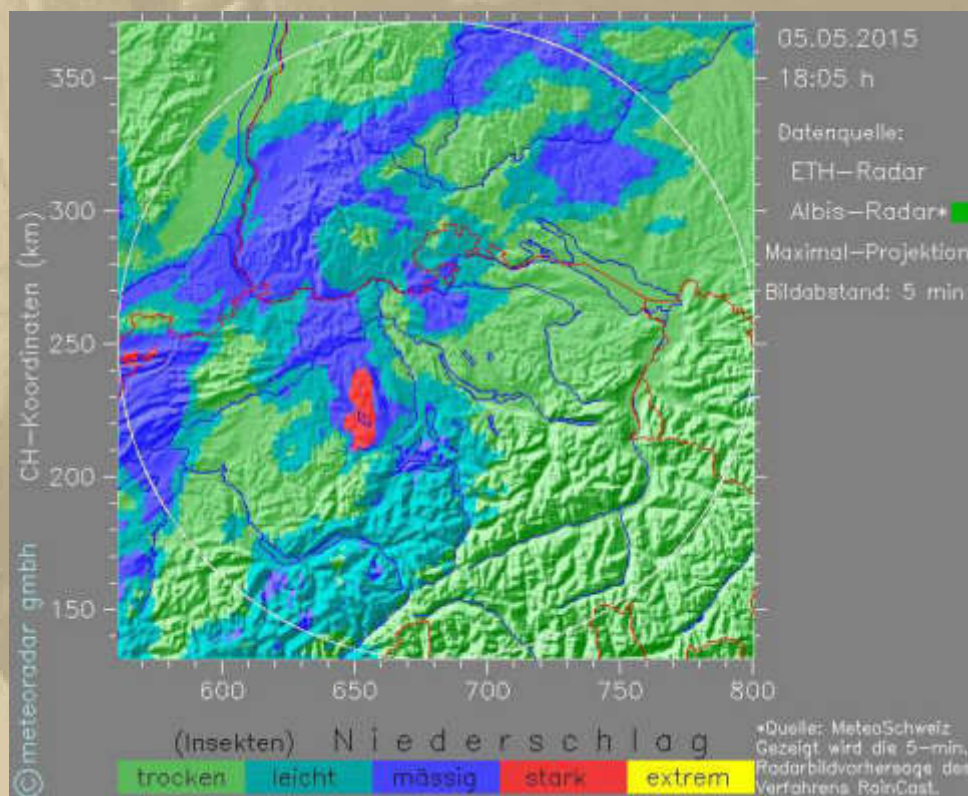 05.05.2015
18:05 h
Datenquelle:
ETH-Radar
Albis-Radar*
Maximal-Projektion
Bildabstand: 5 min
CH-Koordinaten (km)
© meteoradar gmbh
350
300
250
200
150
600 650 700 750 800
(Insekten) Niederschlag
trocken leicht mässig stark extrem
*Quelle: MeteoSchweiz
Gezeigt wird die 5-min.
Radarbildvorhersage des
Verfahrens RainCast.